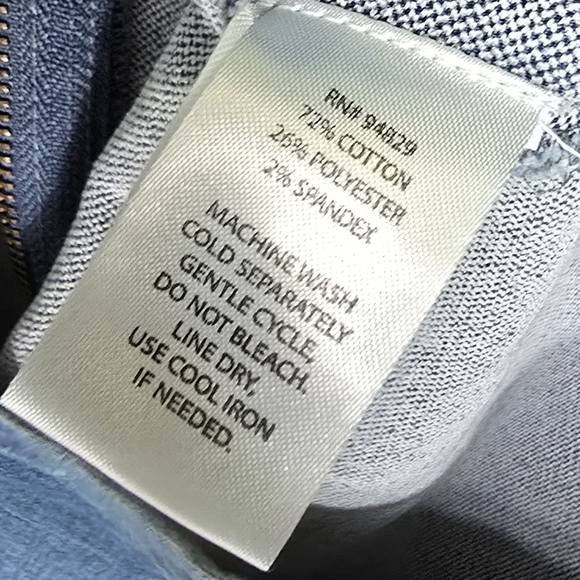 RN# 94829
72% COTTON
26% POLYESTER
2% SPANDEX
MACHINE WASH
COLD SEPARATELY
GENTLE CYCLE,
DO NOT BLEACH.
LINE DRY,
USE COOL IRON
IF NEEDED.